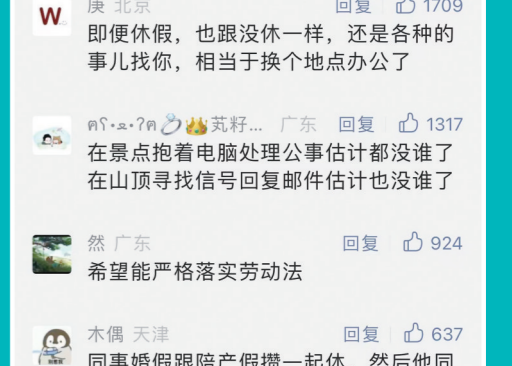 庚 北京 回复 1709
即便休假，也跟没休一样，还是各种的
事儿找你，相当于换个地点办公了
芄籽... 广东 回复 1317
在景点抱着电脑处理公事估计都没谁了
在山顶寻找信号回复邮件估计也没谁了
然 广东 回复 924
希望能严格落实劳动法
木偶 天津 回复 637
同事婚假跟陪产假攒一起休，然后他同